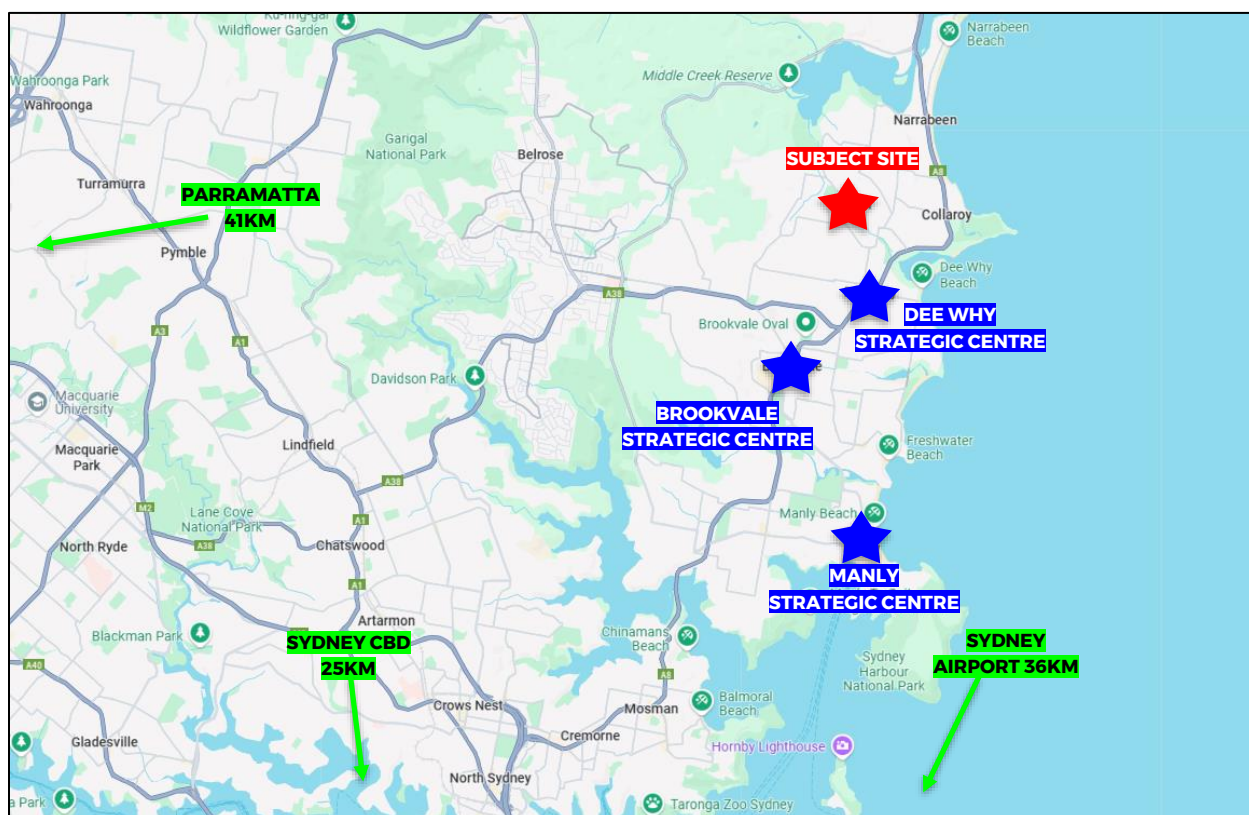 Ku-ring-gai
Wildflower Garden
Narrabeen
Beach
Middle Creek Reserve
Wahroonga Park
Wahroonga
Narrabeen
Garigal
National Park
Belrose
SUBJECT SITE
A8
Turramurra
PARRAMATTA
41KM
Collaroy
Pymble
Dee Why
Beach
A38
DEE WHY
STRATEGIC CENTRE
Brookvale Oval
A3
A1
Davidson Park
Macquarie
University
BROOKVALE
STRATEGIC CENTRE
Lindfield
Freshwater
Beach
Macquarie
Park
A38
M2
Lane Cove
National Park
A1
Manly Beach
North Ryde
A38
Chatswood
MANLY
STRATEGIC CENTRE
A1
Artarmon
Blackman Park
Chinamans
Beach
SYDNEY CBD
25KM
SYDNEY
AIRPORT 36KM
Sydney
Harbour
National Park
A40
A8
Balmoral
Beach
Crows Nest
Mosman
Cremorne
Gladesville
Hornby Lighthouse
North Sydney
a Park
Taronga Zoo Sydney